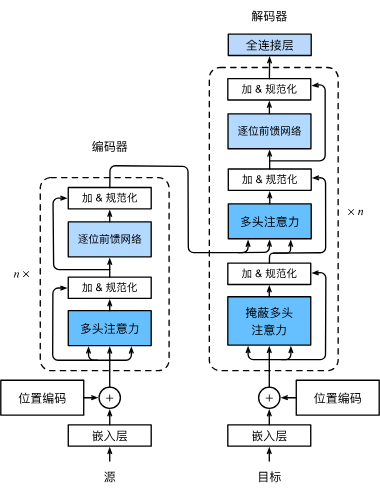 解码器
全连接层
加 & 规范化
逐位前馈网络
加 & 规范化
多头注意力
加 & 规范化
掩蔽多头
注意力
× n
位置编码
嵌入层
目标
编码器
加 & 规范化
逐位前馈网络
加 & 规范化
多头注意力
n ×
位置编码
嵌入层
源
+
+